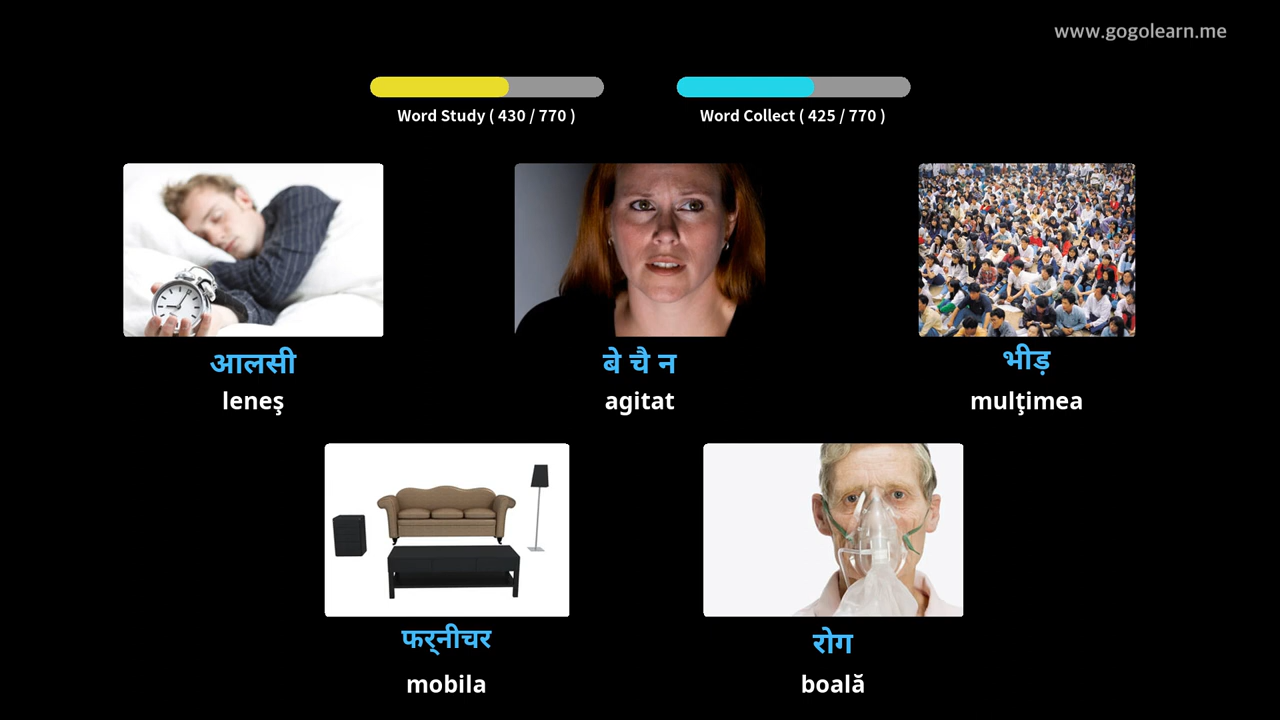 www.gogolearn.me
Word Study ( 430 / 770 )
Word Collect ( 425 / 770 )
आलसी
leneş
बे चै न
agitat
भीड़
mulţimea
फर्‌नीचर
mobila
रोग
boală